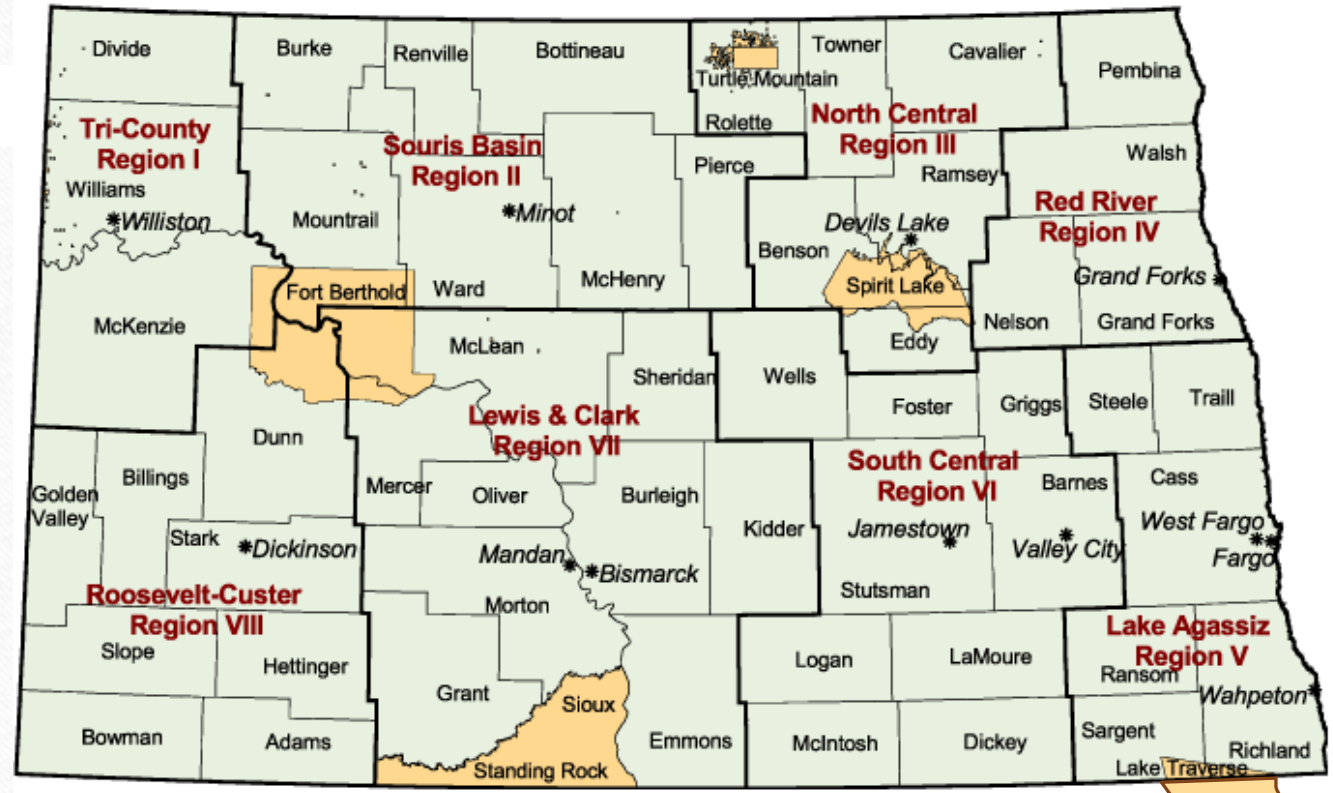 Divide
Burke
Renville
Bottineau
Towner
Cavalier
Pembina
Turtle Mountain
Rolette
Tri-County
Region I
Souris Basin
Region II
North Central
Region III
Pierce
Walsh
Ramsey
Williams
Williston
Mountrail
Minot
Devils Lake
Red River
Region IV
Benson
Fort Berthold
Ward
McHenry
Spirit Lake
Grand Forks
McKenzie
Nelson
Grand Forks
McLean
Eddy
Sheridan
Wells
Foster
Griggs
Steele
Traill
Lewis & Clark
Region VII
Dunn
Billings
Golden
Valley
Mercer
Oliver
Burleigh
South Central
Region VI
Barnes
Cass
Stark
Dickinson
Kidder
Jamestown
Valley City
West Fargo
Fargo
Mandan
Bismarck
Morton
Stutsman
Roosevelt-Custer
Region VIII
Lake Agassiz
Region V
Slope
Hettinger
Logan
LaMoure
Ransom
Grant
Sioux
Wahpeton
Bowman
Adams
Standing Rock
Emmons
McIntosh
Dickey
Sargent
Richland
Lake Traverse